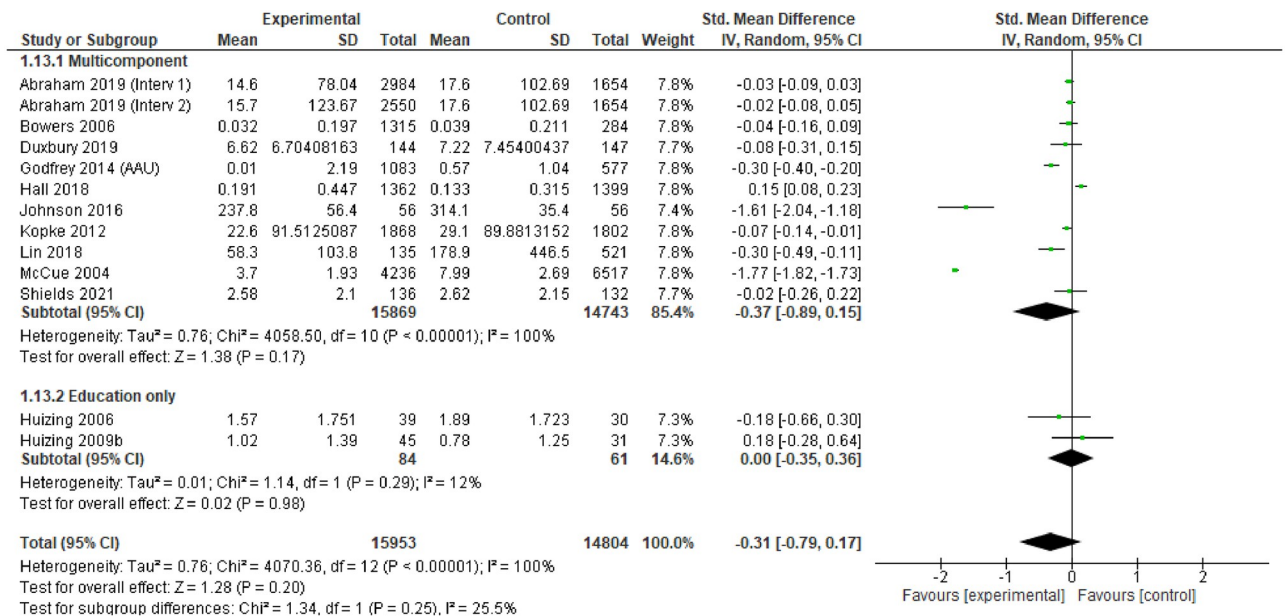 Experimental Control Std. Mean Difference Std. Mean Difference
Study or Subgroup Mean SD Total Mean SD Total Weight IV, Random, 95% CI IV, Random, 95% CI
1.13.1 Multicomponent
Abraham 2019 (Interv 1) 14.6 78.04 2984 17.6 102.69 1654 7.8% -0.03 [-0.09, 0.03]
Abraham 2019 (Interv 2) 15.7 123.67 2550 17.6 102.69 1654 7.8% -0.02 [-0.08, 0.05]
Bowers 2006 0.032 0.197 1315 0.039 0.211 284 7.8% -0.04 [-0.16, 0.09]
Duxbury 2019 6.62 6.70408163 144 7.22 7.45400437 147 7.7% -0.08 [-0.31, 0.15]
Godfrey 2014 (AAU) 0.01 2.19 1083 0.57 1.04 577 7.8% -0.30 [-0.40, -0.20]
Hall 2018 0.191 0.447 1362 0.133 0.315 1399 7.8% 0.15 [0.08, 0.23]
Johnson 2016 237.8 56.4 56 314.1 35.4 56 7.4% -1.61 [-2.04, -1.18]
Kopke 2012 22.6 91.5125087 1868 29.1 89.8813152 1802 7.8% -0.07 [-0.14, -0.01]
Lin 2018 58.3 103.8 135 178.9 446.5 521 7.8% -0.30 [-0.49, -0.11]
McCue 2004 3.7 1.93 4236 7.99 2.69 6517 7.8% -1.77 [-1.82, -1.73]
Shields 2021 2.58 2.1 136 2.62 2.15 132 7.7% -0.02 [-0.26, 0.22]
Subtotal (95% CI) 15869 14743 85.4% -0.37 [-0.89, 0.15]
Heterogeneity: Tau² = 0.76; Chi² = 4058.50, df = 10 (P < 0.00001); I² = 100%
Test for overall effect: Z = 1.38 (P = 0.17)
1.13.2 Education only
Huizing 2006 1.57 1.751 39 1.89 1.723 30 7.3% -0.18 [-0.66, 0.30]
Huizing 2009b 1.02 1.39 45 0.78 1.25 31 7.3% 0.18 [-0.28, 0.64]
Subtotal (95% CI) 84 61 14.6% 0.00 [-0.35, 0.36]
Heterogeneity: Tau² = 0.01; Chi² = 1.14, df = 1 (P = 0.29); I² = 12%
Test for overall effect: Z = 0.02 (P = 0.98)
Total (95% CI) 15953 14804 100.0% -0.31 [-0.79, 0.17]
Heterogeneity: Tau² = 0.76; Chi² = 4070.36, df = 12 (P < 0.00001); I² = 100%
Test for overall effect: Z = 1.28 (P = 0.20)
Test for subgroup differences: Chi² = 1.34, df = 1 (P = 0.25), I² = 25.5%
-2 -1 0 1 2
Favours [experimental] Favours [control]